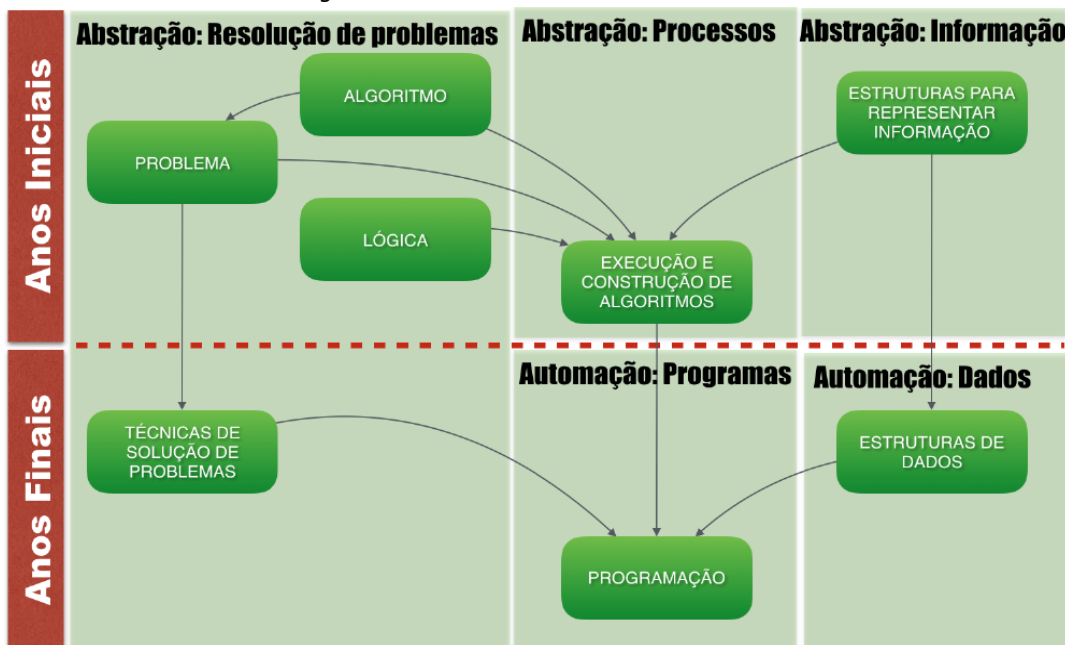 Anos Iniciais
Abstração: Resolução de problemas
ALGORITMO
PROBLEMA
LÓGICA
Abstração: Processos
EXECUÇÃO E
CONSTRUÇÃO DE
ALGORITMOS
Abstração: Informação
ESTRUTURAS PARA
REPRESENTAR
INFORMAÇÃO
Anos Finais
TÉCNICAS DE
SOLUÇÃO DE
PROBLEMAS
Automação: Programas
PROGRAMAÇÃO
Automação: Dados
ESTRUTURAS DE
DADOS